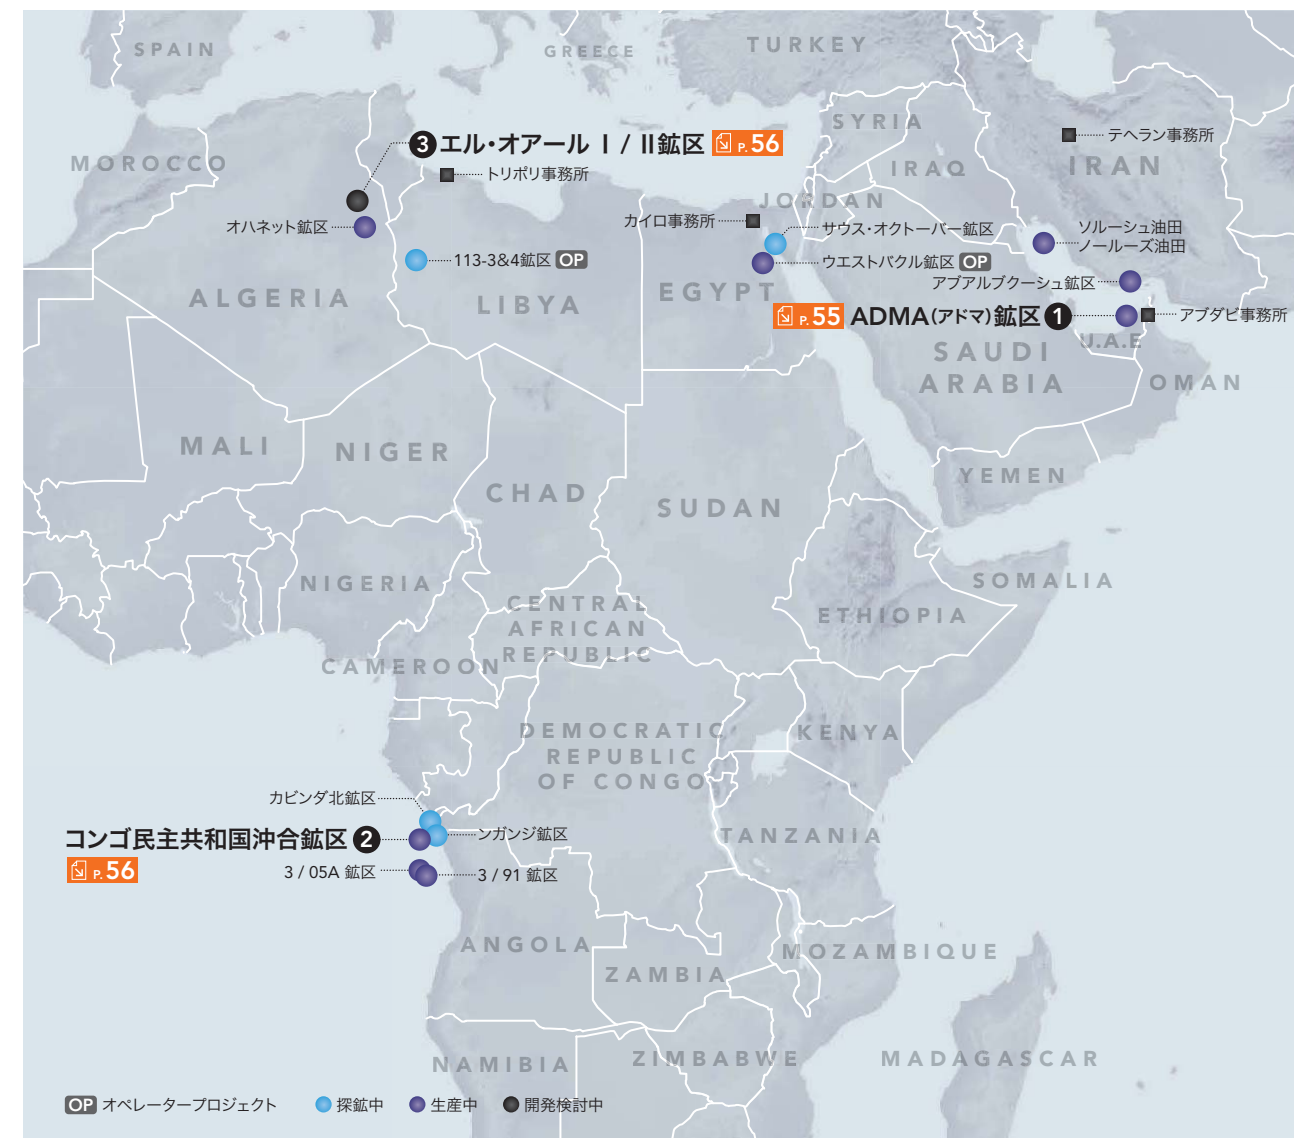 SPAIN
GREECE
TURKEY
SYRIA
テヘラン事務所
3 エル・オアール I / II鉱区 P. 56
MOROCCO
IRAQ
IRAN
トリポリ事務所
JORDAN
カイロ事務所
サウス・オクトーバー鉱区
ソルーシュ油田
ノールーズ油田
オハネット鉱区
113-3&4鉱区 OP
ウエストバクル鉱区 OP
アブアルブクーシュ鉱区
ALGERIA
LIBYA
EGYPT
P. 55 ADMA(アドマ)鉱区 1
アブダビ事務所
U.A.E
SAUDI
ARABIA
OMAN
MALI
NIGER
CHAD
SUDAN
YEMEN
NIGERIA
SOMALIA
CENTRAL
AFRICAN
REPUBLIC
ETHIOPIA
CAMEROON
DEMOCRATIC
REPUBLIC
OF CONGO
KENYA
カビンダ北鉱区
コンゴ民主共和国沖合鉱区 2
P. 56
ンガンジ鉱区
TANZANIA
3 / 05A 鉱区
3 / 91 鉱区
ANGOLA
ZAMBIA
MOZAMBIQUE
NAMIBIA
ZIMBABWE
MADAGASCAR
OP オペレータープロジェクト 探鉱中 生産中 開発検討中